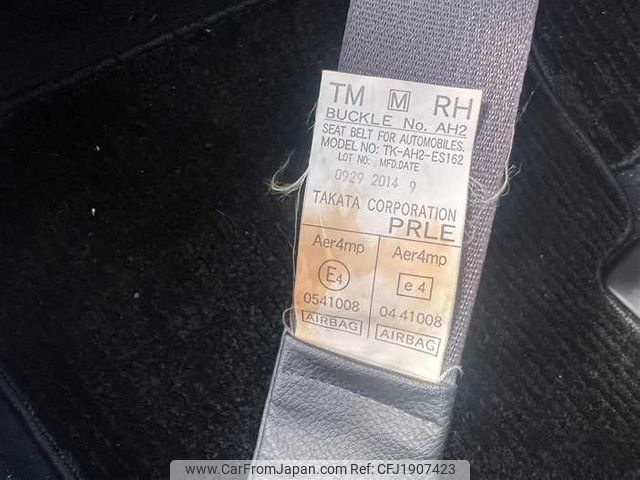 TM M RH
BUCKLE No. AH2
SEAT BELT FOR AUTOMOBILES.
MODEL NO: TK-AH2-ES162
LOT NO: MFD.DATE
0929 2014 9
TAKATA CORPORATION
PRLE
Aer4mp Aer4mp
E4 e4
0541008 04 41008
AIRBAG AIRBAG
www.CarFromJapan.com Ref: CFJ1907423